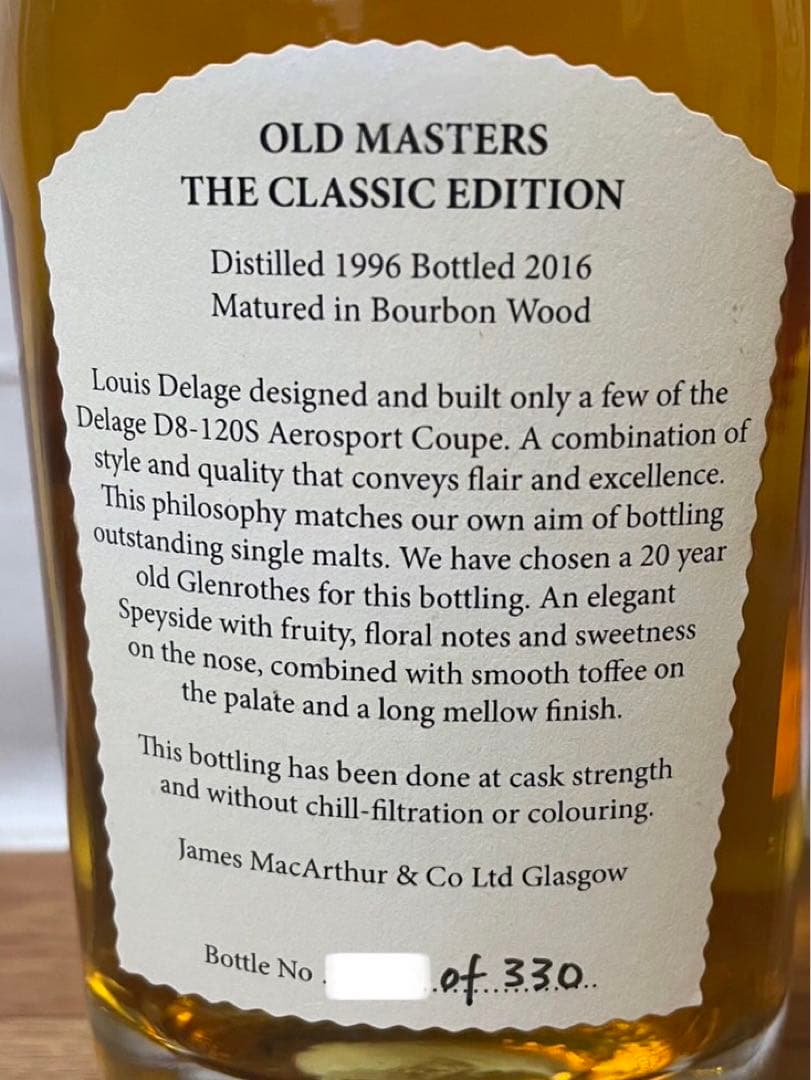 OLD MASTERS
THE CLASSIC EDITION
Distilled 1996 Bottled 2016
Matured in Bourbon Wood
Louis Delage designed and built only a few of the
Delage D8-120S Aerosport Coupe. A combination of
style and quality that conveys flair and excellence.
This philosophy matches our own aim of bottling
outstanding single malts. We have chosen a 20 year
old Glenrothes for this bottling. An elegant
Speyside with fruity, floral notes and sweetness
on the nose, combined with smooth toffee on
the palate and a long mellow finish.
This bottling has been done at cask strength
and without chill-filtration or colouring.
James MacArthur & Co Ltd Glasgow
Bottle No . of 330